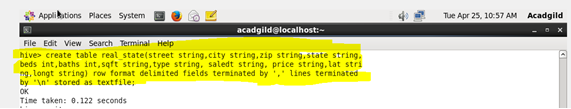 Applications Places System Tue Apr 25, 10:57 AM Acadgild
acadgild@localhost:~
File Edit View Search Terminal Help
hive> create table real_state(street string,city string,zip string,state string,
beds int,baths int,sqft string,type string, saledt string, price string,lat stri
ng,longt string) row format delimited fields terminated by ',' lines terminated
by '\n' stored as textfile;
OK
Time taken: 0.122 seconds